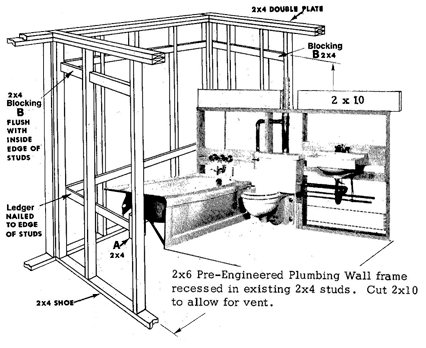 2x4 DOUBLE PLATE
Blocking
B 2x4
2x4
Blocking
B
FLUSH
WITH
INSIDE
EDGE OF
STUDS
2 x 10
Ledger
NAILED
TO EDGE
OF STUDS
A
2x4
2x4 SHOE
2x6 Pre-Engineered Plumbing Wall frame
recessed in existing 2x4 studs. Cut 2x10
to allow for vent.